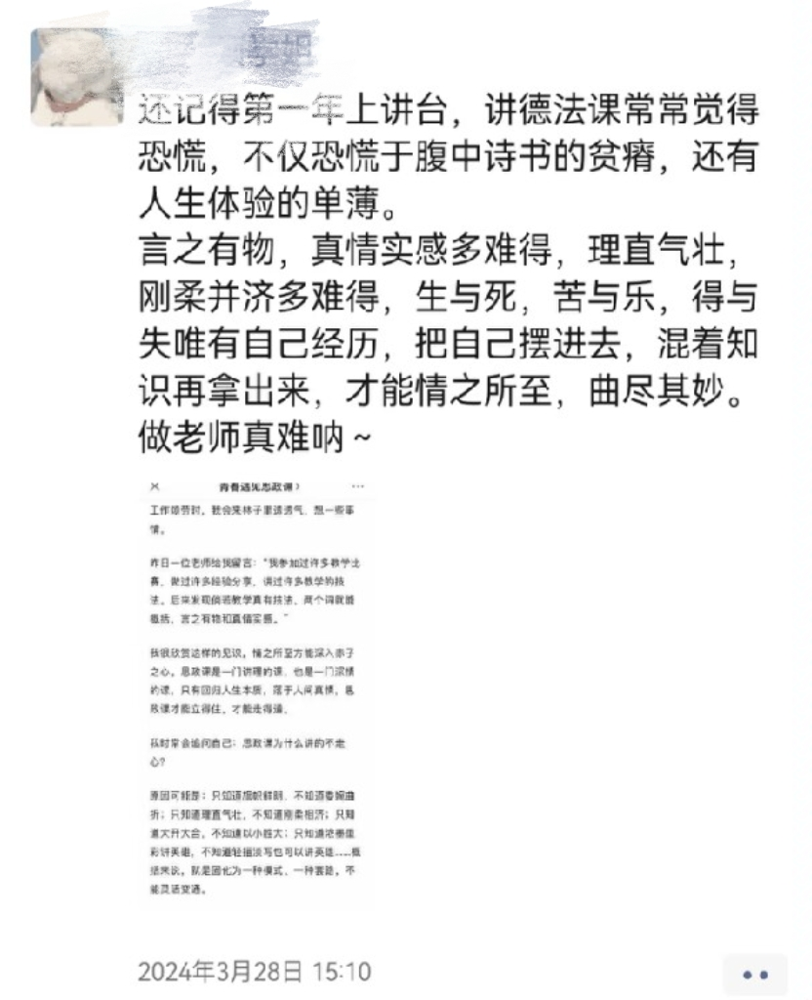 还记得第一年上讲台，讲德法课常常觉得
恐慌，不仅恐慌于腹中诗书的贫瘠，还有
人生体验的单薄。
言之有物，真情实感多难得，理直气壮，
刚柔并济多难得，生与死，苦与乐，得与
失唯有自己经历，把自己摆进去，混着知
识再拿出来，才能情之所至，曲尽其妙。
做老师真难呐～
青春遇见思政课
工作疲劳时，我会来林子里透透气，想一些事
情。
昨日一位老师给我留言：“我参加过许多教学比
赛，做过许多经验分享，讲过许多教学的技
法，后来发现倘若教学真有技法，两个词就能
概括，言之有物和真情实感。”
我很欣赏这样的见识，情之所至方能深入赤子
之心。思政课是一门讲理的课，也是一门深情
的课，只有回归人生本质，落于人间真情，思
政课才能立得住，才能走得远。
我时常会追问自己：思政课为什么讲的不走
心？
原因可能是：只知道旗帜鲜明，不知道委婉曲
折；只知道理直气壮，不知道刚柔相济；只知
道大开大合，不知道以小胜大；只知道浓墨重
彩讲英雄，不知道轻描淡写也可以讲英雄……概
括来说，就是固化为一种模式、一种套路，不
能灵活变通。
2024年3月28日 15:10